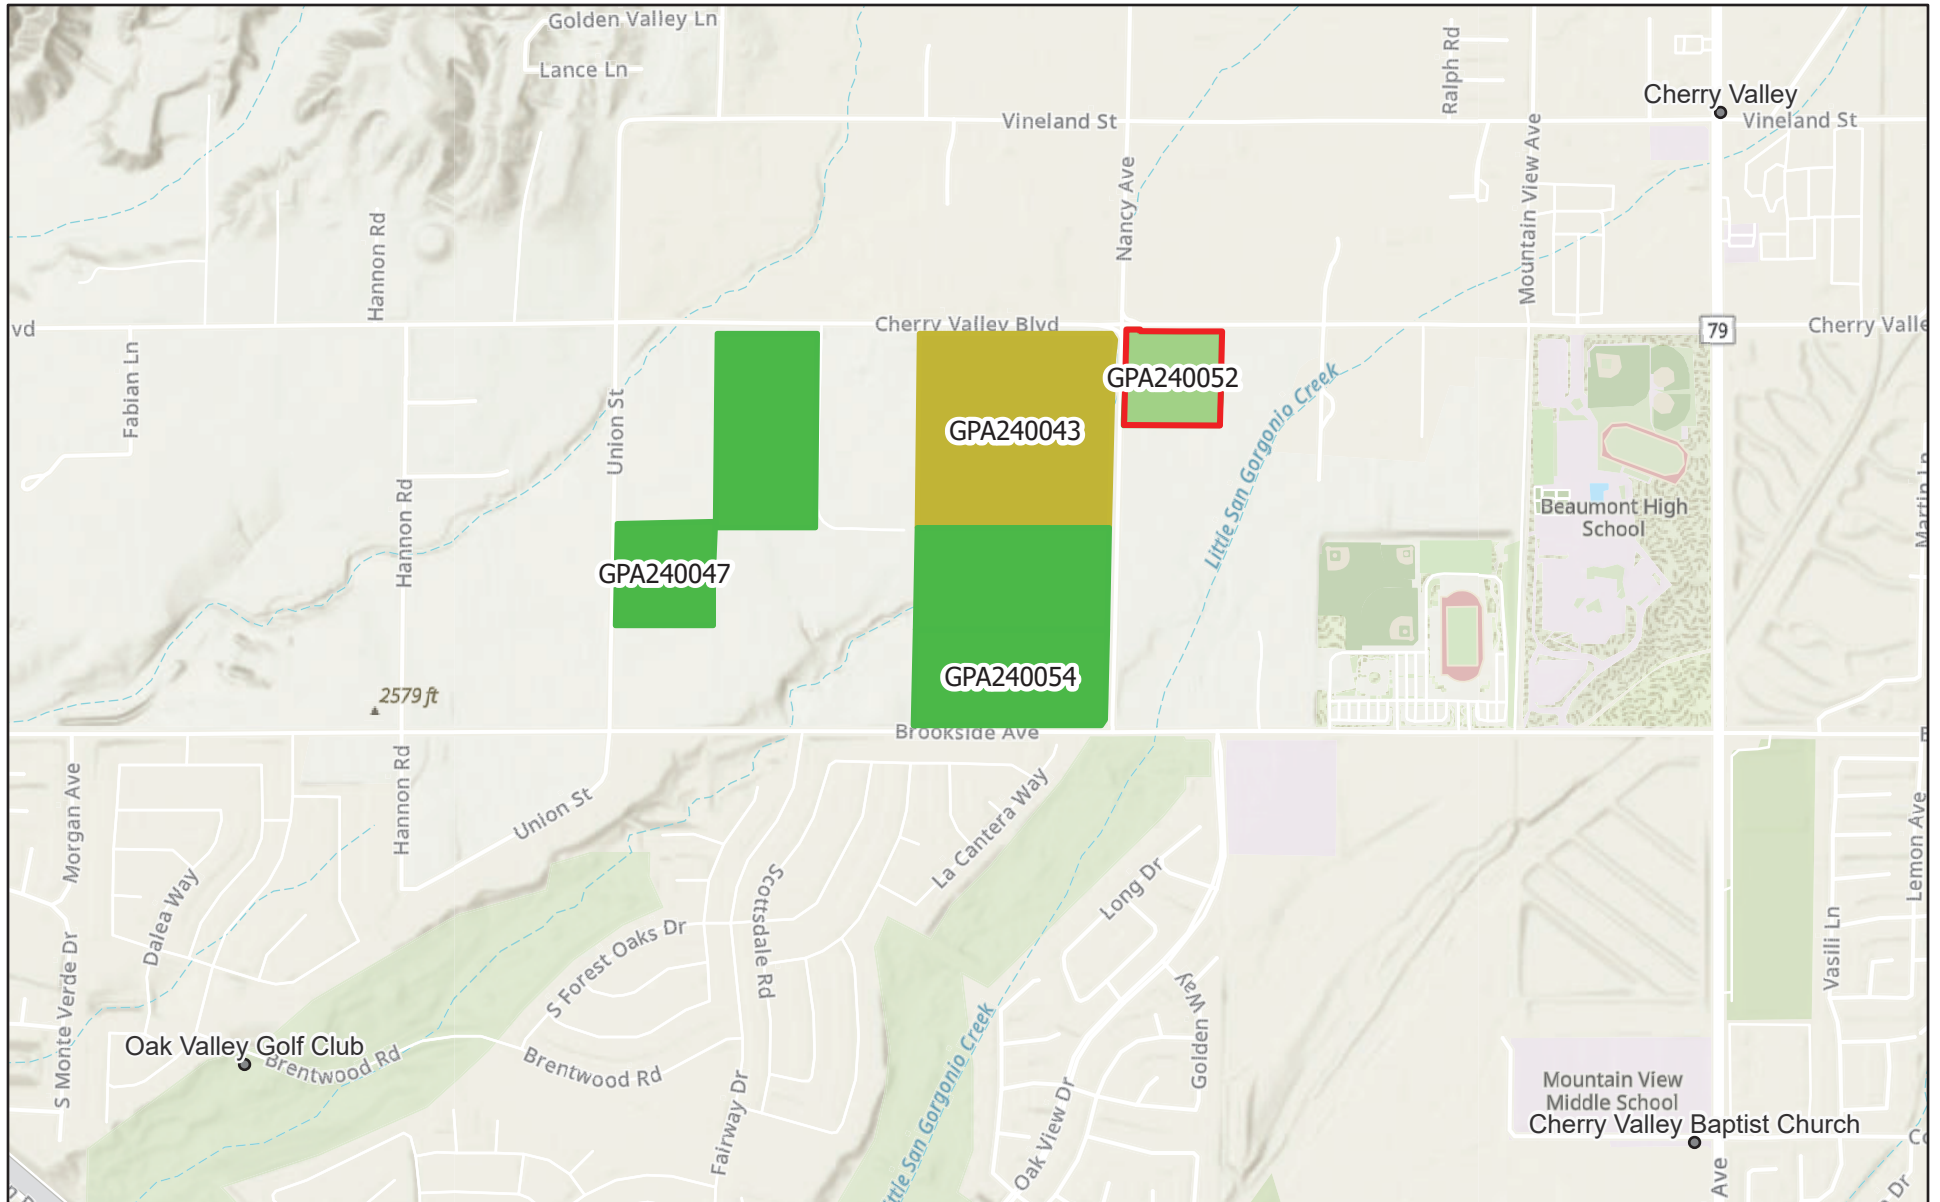 Golden Valley Ln
Lance Ln
Ralph Rd
Cherry Valley
Vineland St
Vineland St
Mountain View Ave
Nancy Ave
Hannon Rd
vd
Cherry Valley Blvd
79
Cherry Valle
Fabian Ln
Union St
GPA240052
GPA240043
Little San Gorgonio Creek
Hannon Rd
Beaumont High
School
Martin Ln
GPA240047
GPA240054
2579 ft
Brookside Ave
Morgan Ave
Hannon Rd
Union St
La Cantera Way
Long Dr
Scottsdale Rd
Dalea Way
S Forest Oaks Dr
S Monte Verde Dr
Lemon Ave
Vasili Ln
Golden Way
Oak Valley Golf Club
Brentwood Rd
Brentwood Rd
Fairway Dr
Little San Gorgonio Creek
Oak View Dr
Mountain View
Middle School
Cherry Valley Baptist Church
Ave
Dr